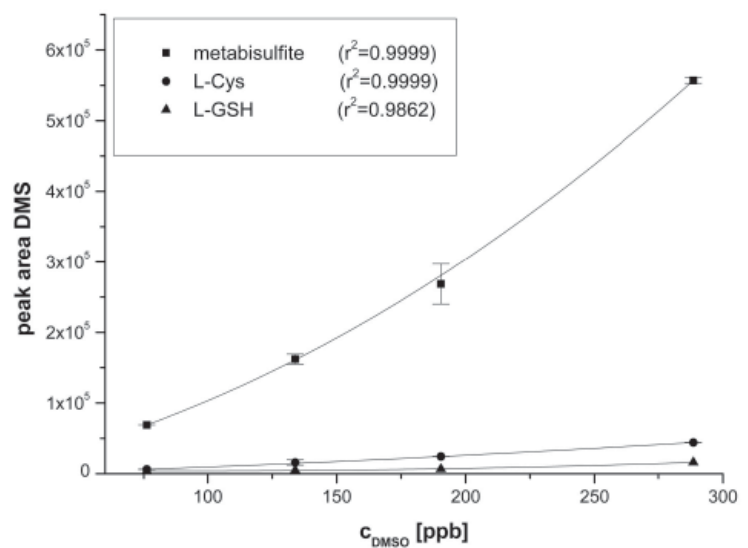 metabisulfite (r²=0.9999)
L-Cys (r²=0.9999)
L-GSH (r²=0.9862)
peak area DMS
6x10⁵
5x10⁵
4x10⁵
3x10⁵
2x10⁵
1x10⁵
0
100 150 200 250 300
c_DMSO [ppb]